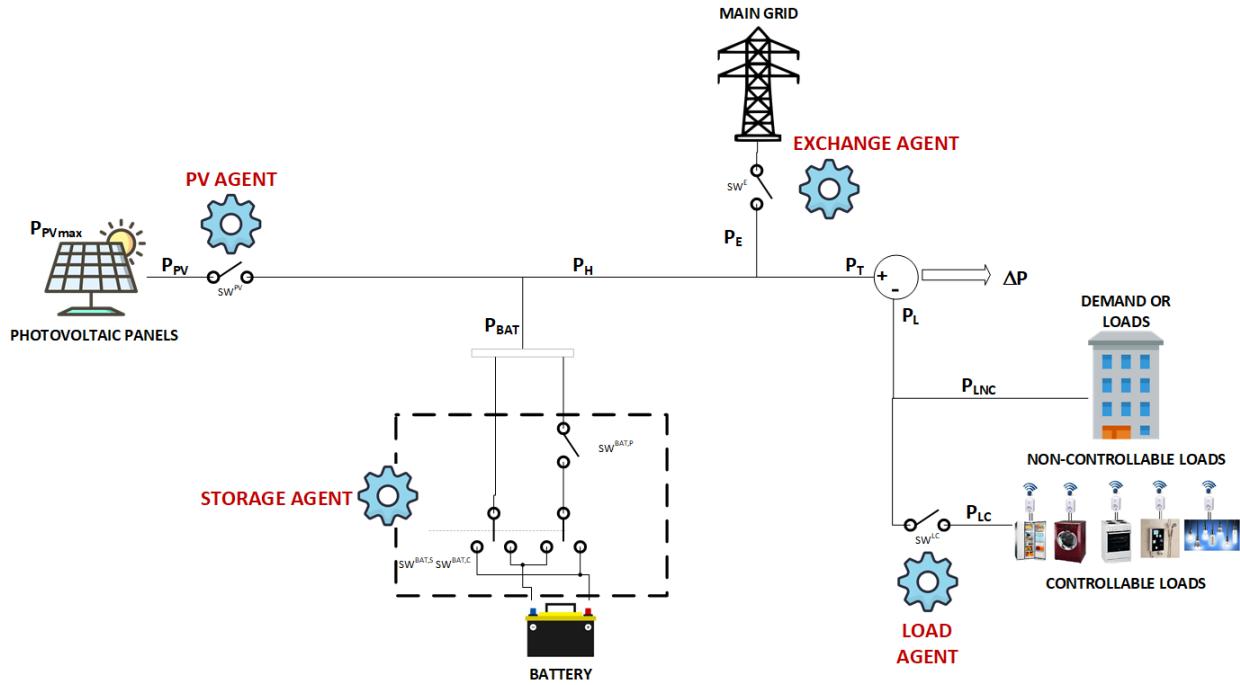 MAIN GRID
EXCHANGE AGENT
PV AGENT
SW^E
P_PVmax
P_PV
SW^PV
P_H
P_E
P_T
+
-
ΔP
PHOTOVOLTAIC PANELS
P_BAT
P_L
DEMAND OR
LOADS
P_LNC
SW^BAT,P
NON-CONTROLLABLE LOADS
STORAGE AGENT
P_LC
SW^LC
SW^BAT,S SW^BAT,C
CONTROLLABLE LOADS
LOAD
AGENT
BATTERY